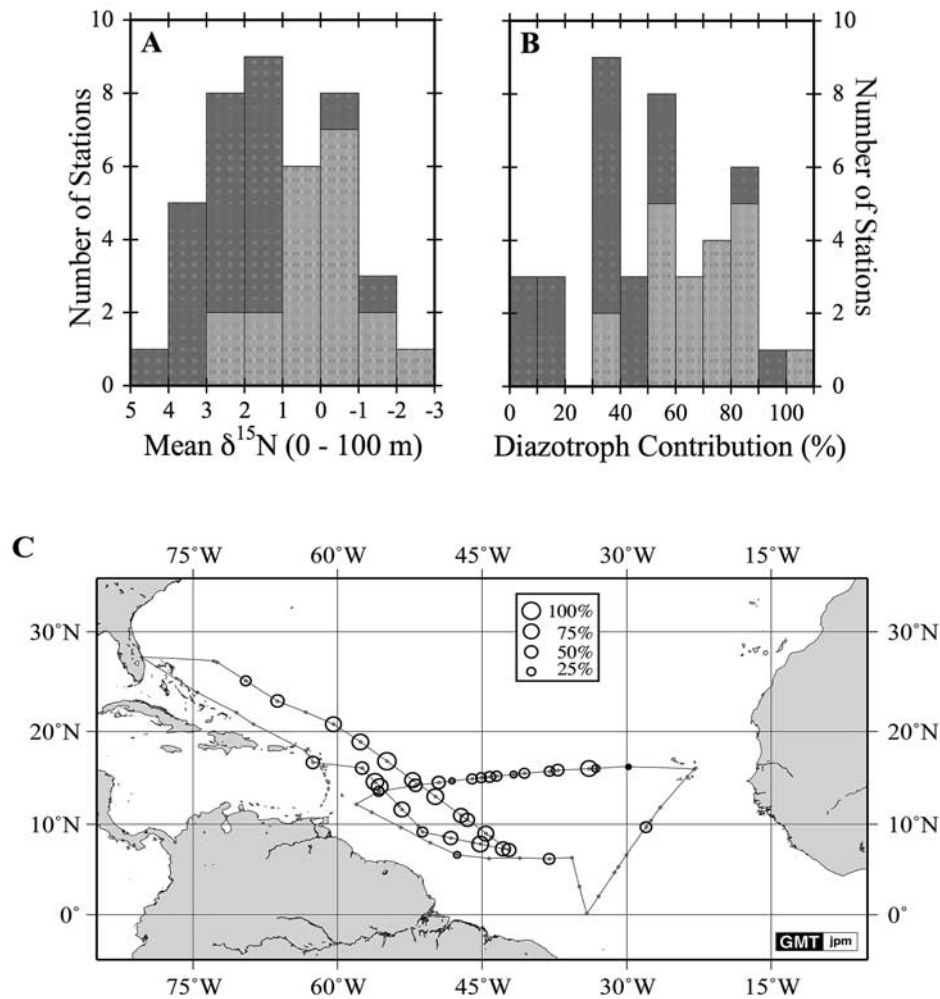 A
B
10
8
6
4
2
0
Number of Stations
5 4 3 2 1 0 -1 -2 -3
Mean δ¹⁵N (0 - 100 m)
10
8
6
4
2
0
Number of Stations
0 20 40 60 80 100
Diazotroph Contribution (%)
C
75°W 60°W 45°W 30°W 15°W
100%
75%
50%
25%
30°N 30°N
20°N 20°N
10°N 10°N
0° 0°
GMT jpm
75°W 60°W 45°W 30°W 15°W